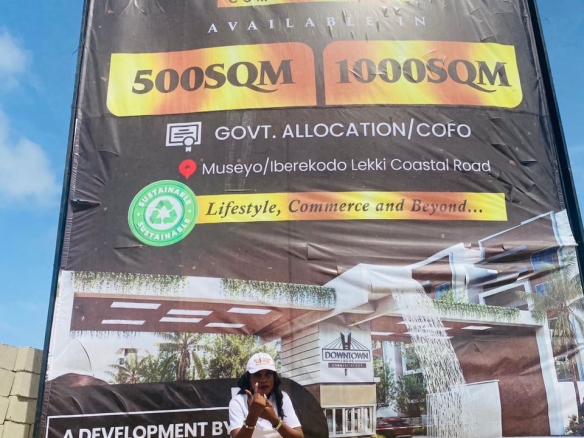 AVAILABLE IN
500SQM
1000SQM
GOVT. ALLOCATION/COFO
Museyo/Iberekodo Lekki Coastal Road
SUSTAINABLE
SUSTAINABLE
Lifestyle, Commerce and Beyond...
DOWNTOWN
A DEVELOPMENT BY